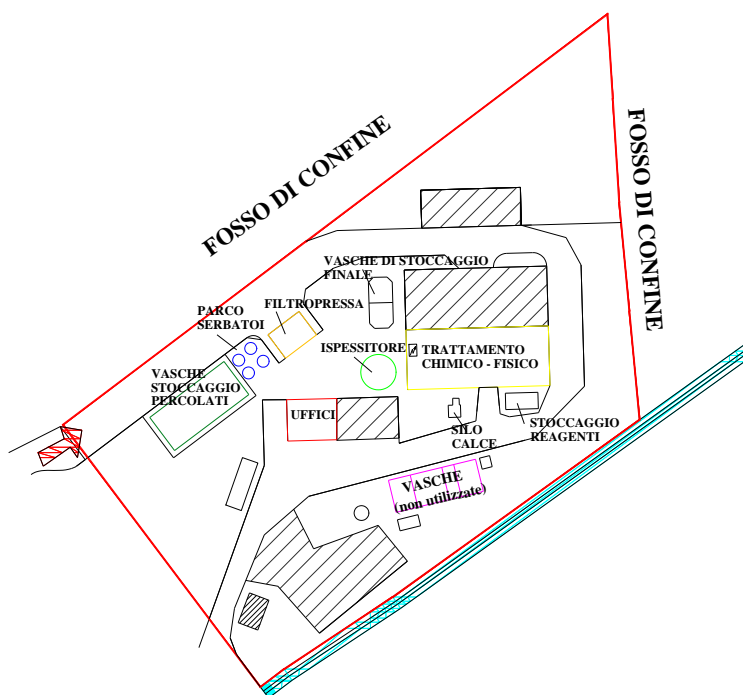 FOSSO DI CONFINE
FOSSO DI CONFINE
VASCHE DI STOCCAGGIO
FINALE
PARCO
SERBATOI
FILTROPRESSA
ISPESSITORE
TRATTAMENTO
CHIMICO - FISICO
VASCHE
STOCCAGGIO
PERCOLATI
UFFICI
SILO
CALCE
STOCCAGGIO
REAGENTI
VASCHE
(non utilizzate)